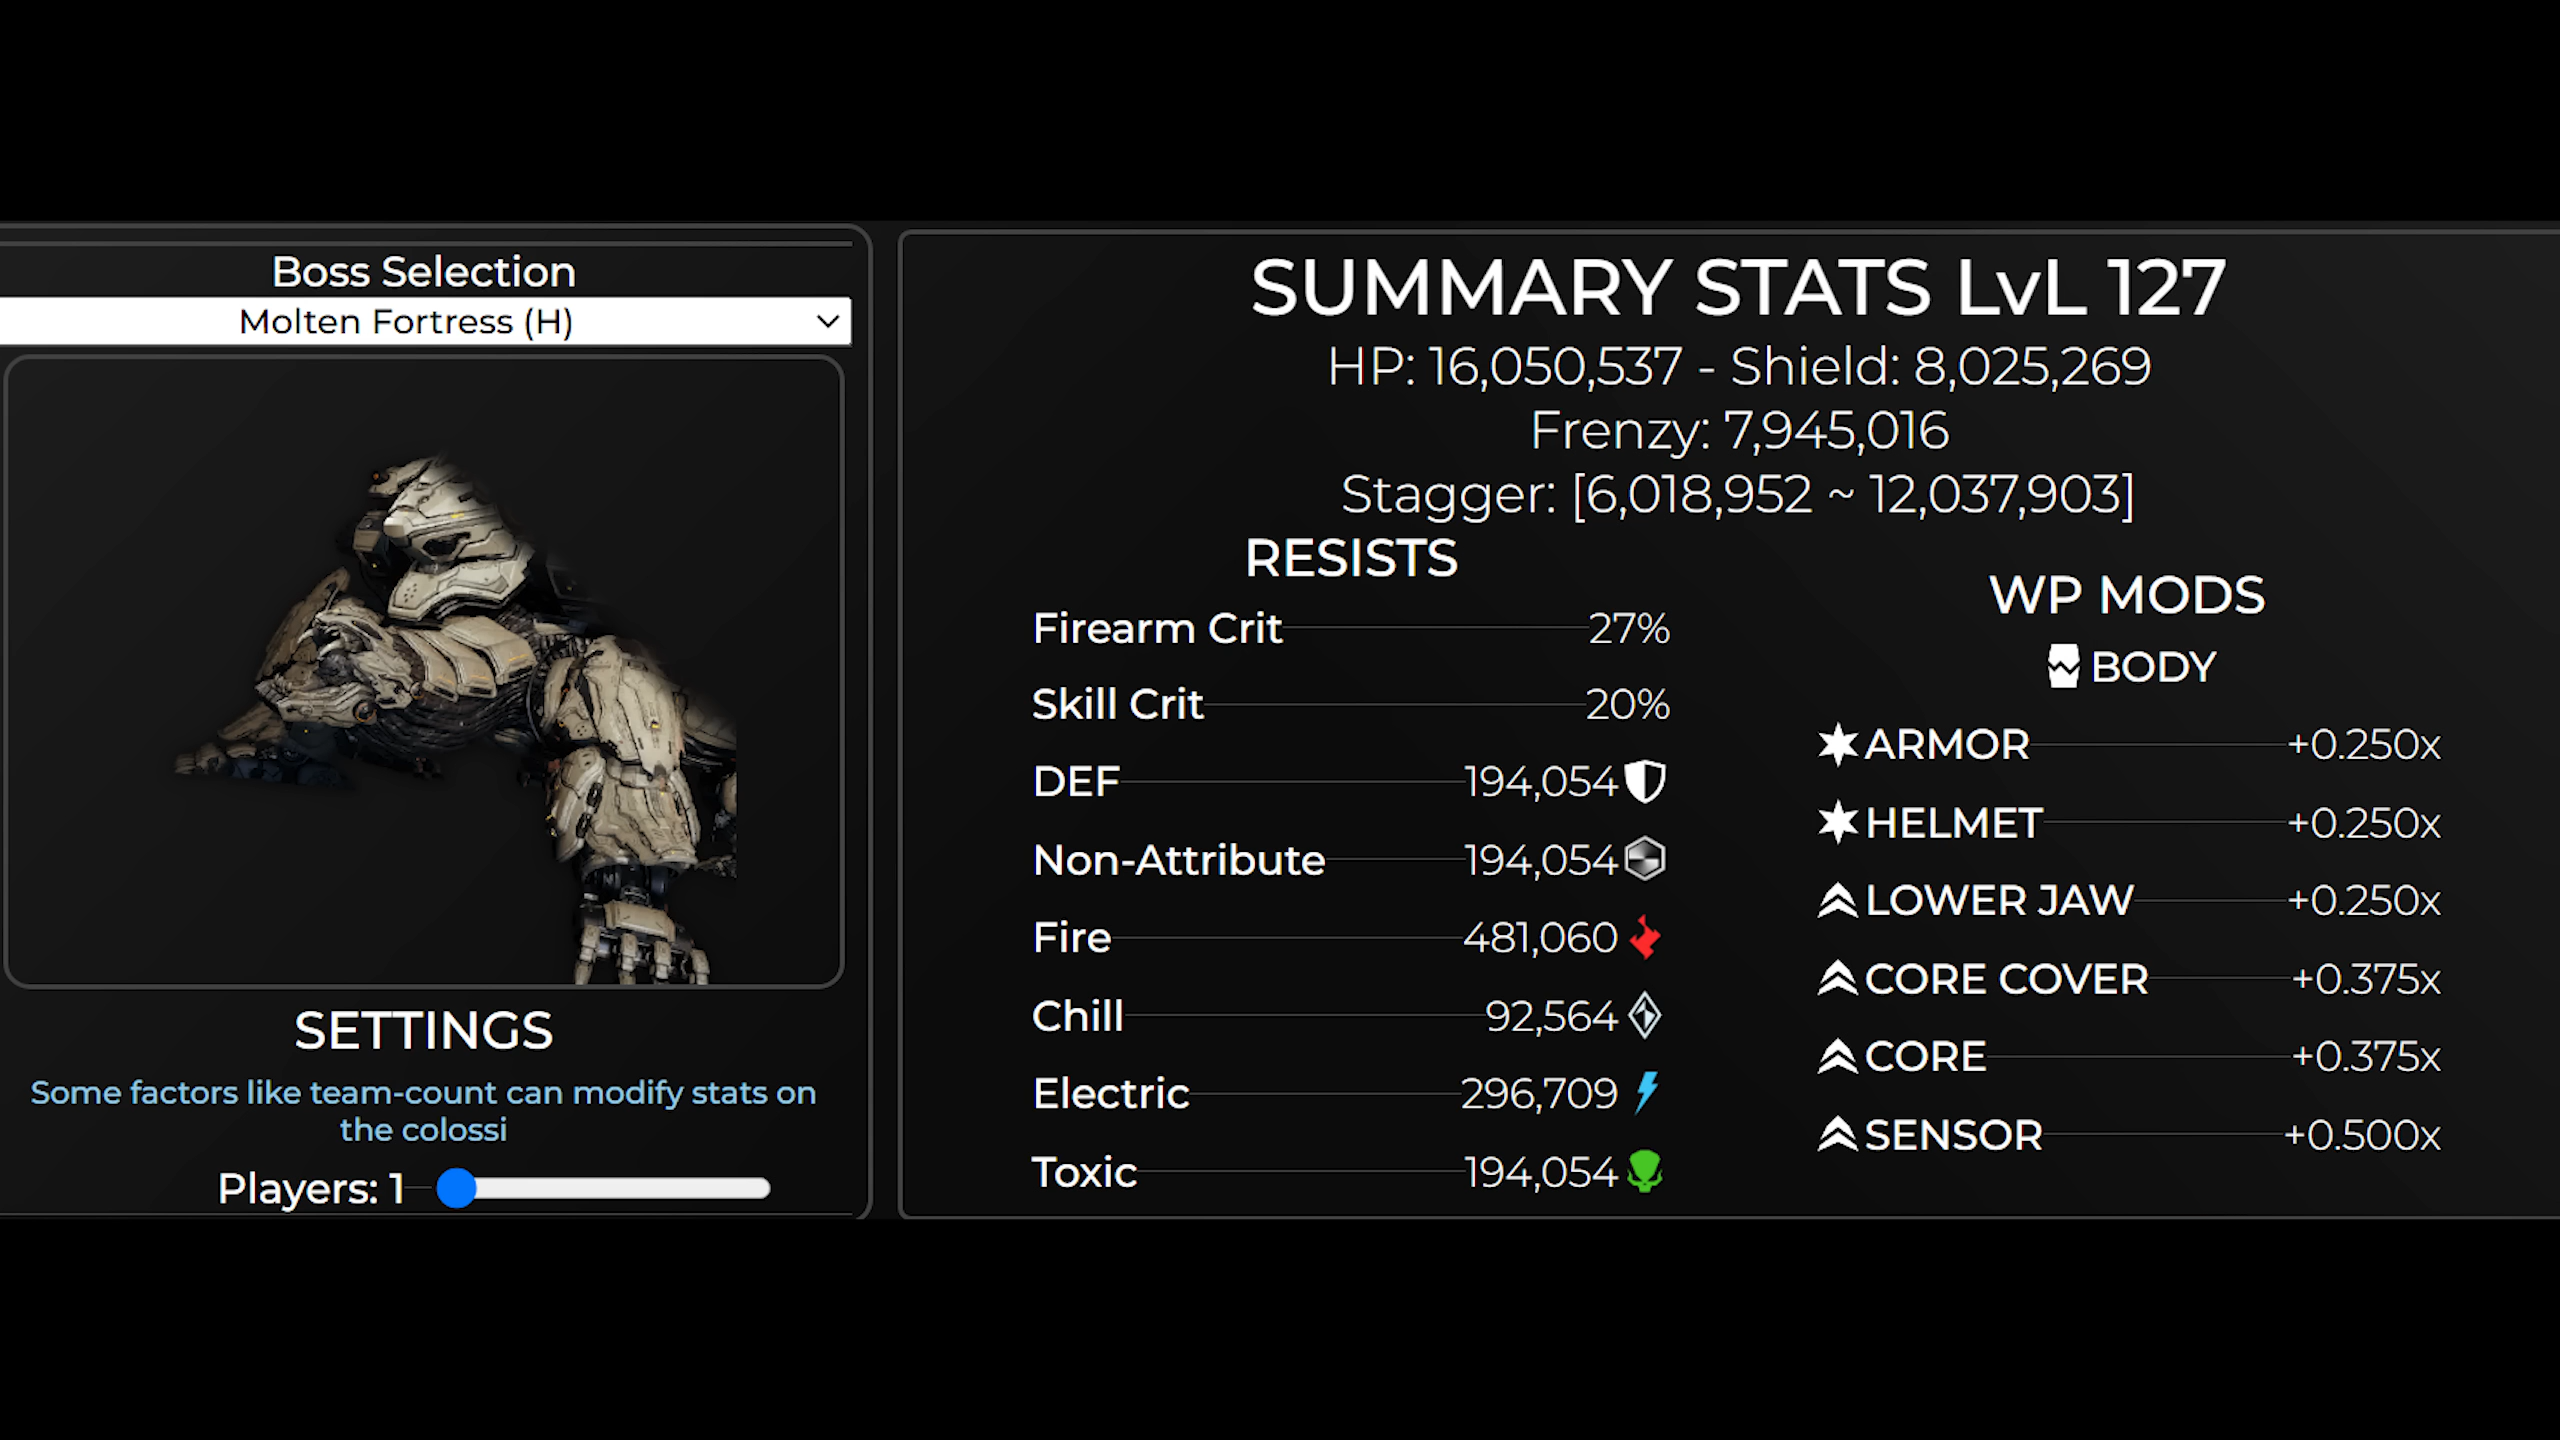 Boss Selection
Molten Fortress (H)
SETTINGS
Some factors like team-count can modify stats on
the colossi
Players: 1
SUMMARY STATS LvL 127
HP: 16,050,537 - Shield: 8,025,269
Frenzy: 7,945,016
Stagger: [6,018,952 ~ 12,037,903]
RESISTS
Firearm Crit 27%
Skill Crit 20%
DEF 194,054
Non-Attribute 194,054
Fire 481,060
Chill 92,564
Electric 296,709
Toxic 194,054
WP MODS
BODY
ARMOR +0.250x
HELMET +0.250x
LOWER JAW +0.250x
CORE COVER +0.375x
CORE +0.375x
SENSOR +0.500x